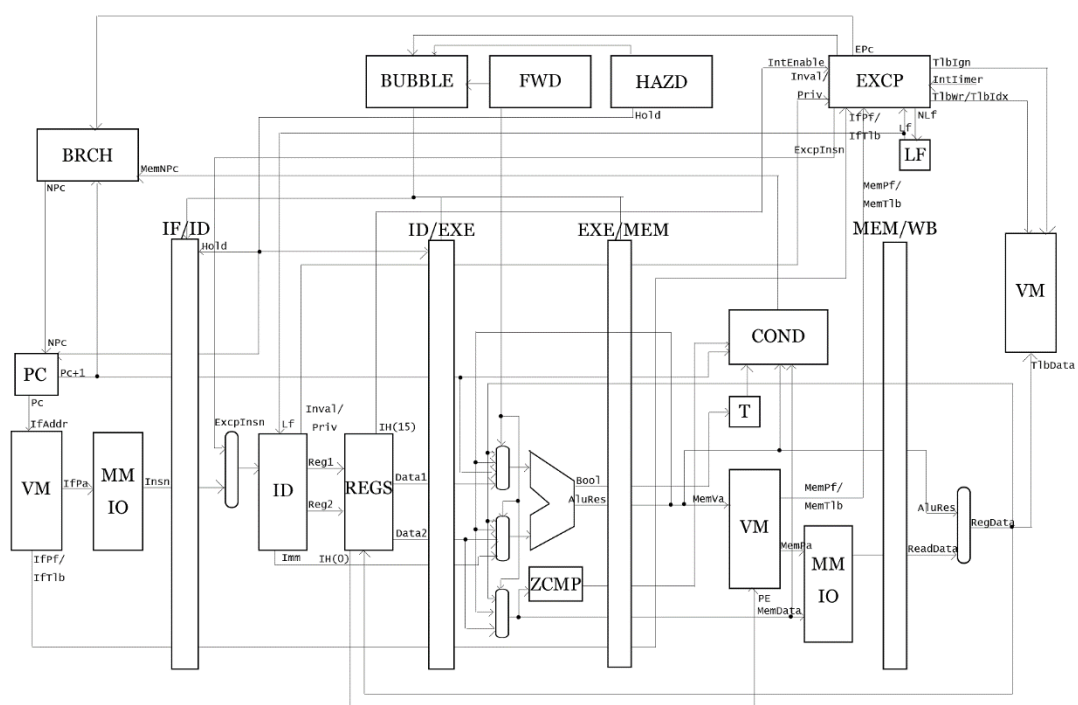 EPc
IntEnable
TlbIgn
BUBBLE
FWD
HAZD
Inval/
EXCP
IntIimer
Priv
TlbWr/TlbIdx
Hold
IfPf/
IfTlb
Lf
NLf
BRCH
ExcpInsn
LF
MemNPc
NPc
MemPf/
MemTlb
IF/ID
ID/EXE
EXE/MEM
MEM/WB
Hold
VM
COND
NPc
PC
Pc+1
TlbData
Pc
IfAddr
Inval/
Priv
T
ExcpInsn
Lf
IH(15)
VM
MM
IO
IfPa
Insn
ID
Reg1
REGS
Data1
Bool
AluRes
MemVa
MemPf/
MemTlb
VM
Reg2
AluRes
RegData
Data2
MemPa
ReadData
IfPf/
IfTlb
Imm
IH(0)
ZCMP
MM
IO
PE
MemData